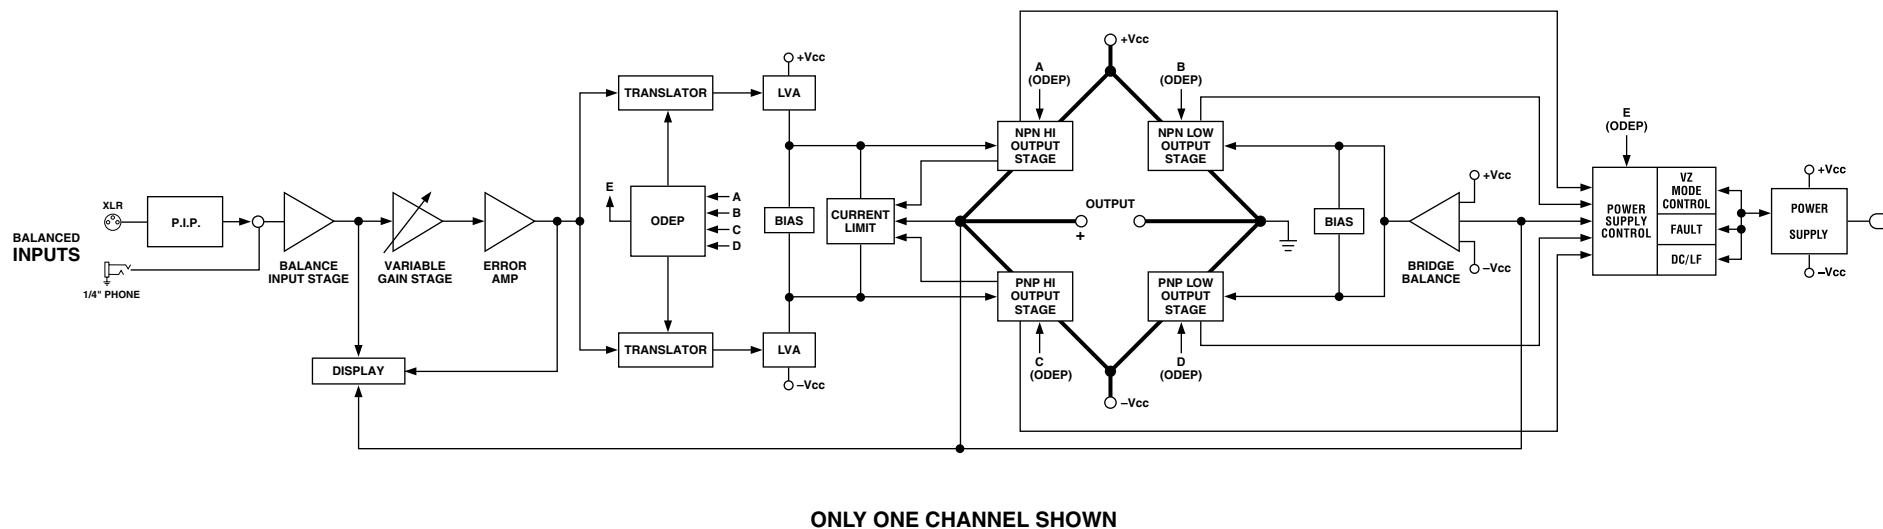 +Vcc
+Vcc
A
(ODEP)
B
(ODEP)
TRANSLATOR
LVA
NPN HI
OUTPUT
STAGE
NPN LOW
OUTPUT
STAGE
E
(ODEP)
XLR
P.I.P.
BALANCED
INPUTS
1/4" PHONE
BALANCE
INPUT STAGE
VARIABLE
GAIN STAGE
ERROR
AMP
E
ODEP
A
B
C
D
BIAS
CURRENT
LIMIT
OUTPUT
+
BIAS
+Vcc
–Vcc
BRIDGE
BALANCE
POWER
SUPPLY
CONTROL
VZ
MODE
CONTROL
FAULT
DC/LF
+Vcc
POWER
SUPPLY
–Vcc
PNP HI
OUTPUT
STAGE
PNP LOW
OUTPUT
STAGE
TRANSLATOR
LVA
DISPLAY
–Vcc
C
(ODEP)
D
(ODEP)
–Vcc
ONLY ONE CHANNEL SHOWN